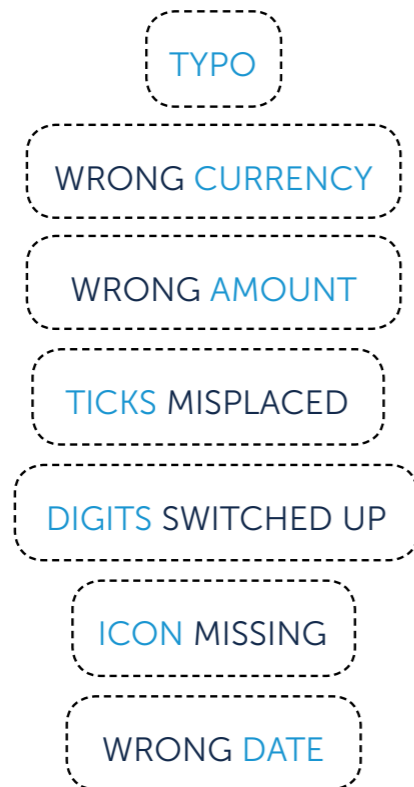 TYPO
WRONG CURRENCY
WRONG AMOUNT
TICKS MISPLACED
DIGITS SWITCHED UP
ICON MISSING
WRONG DATE